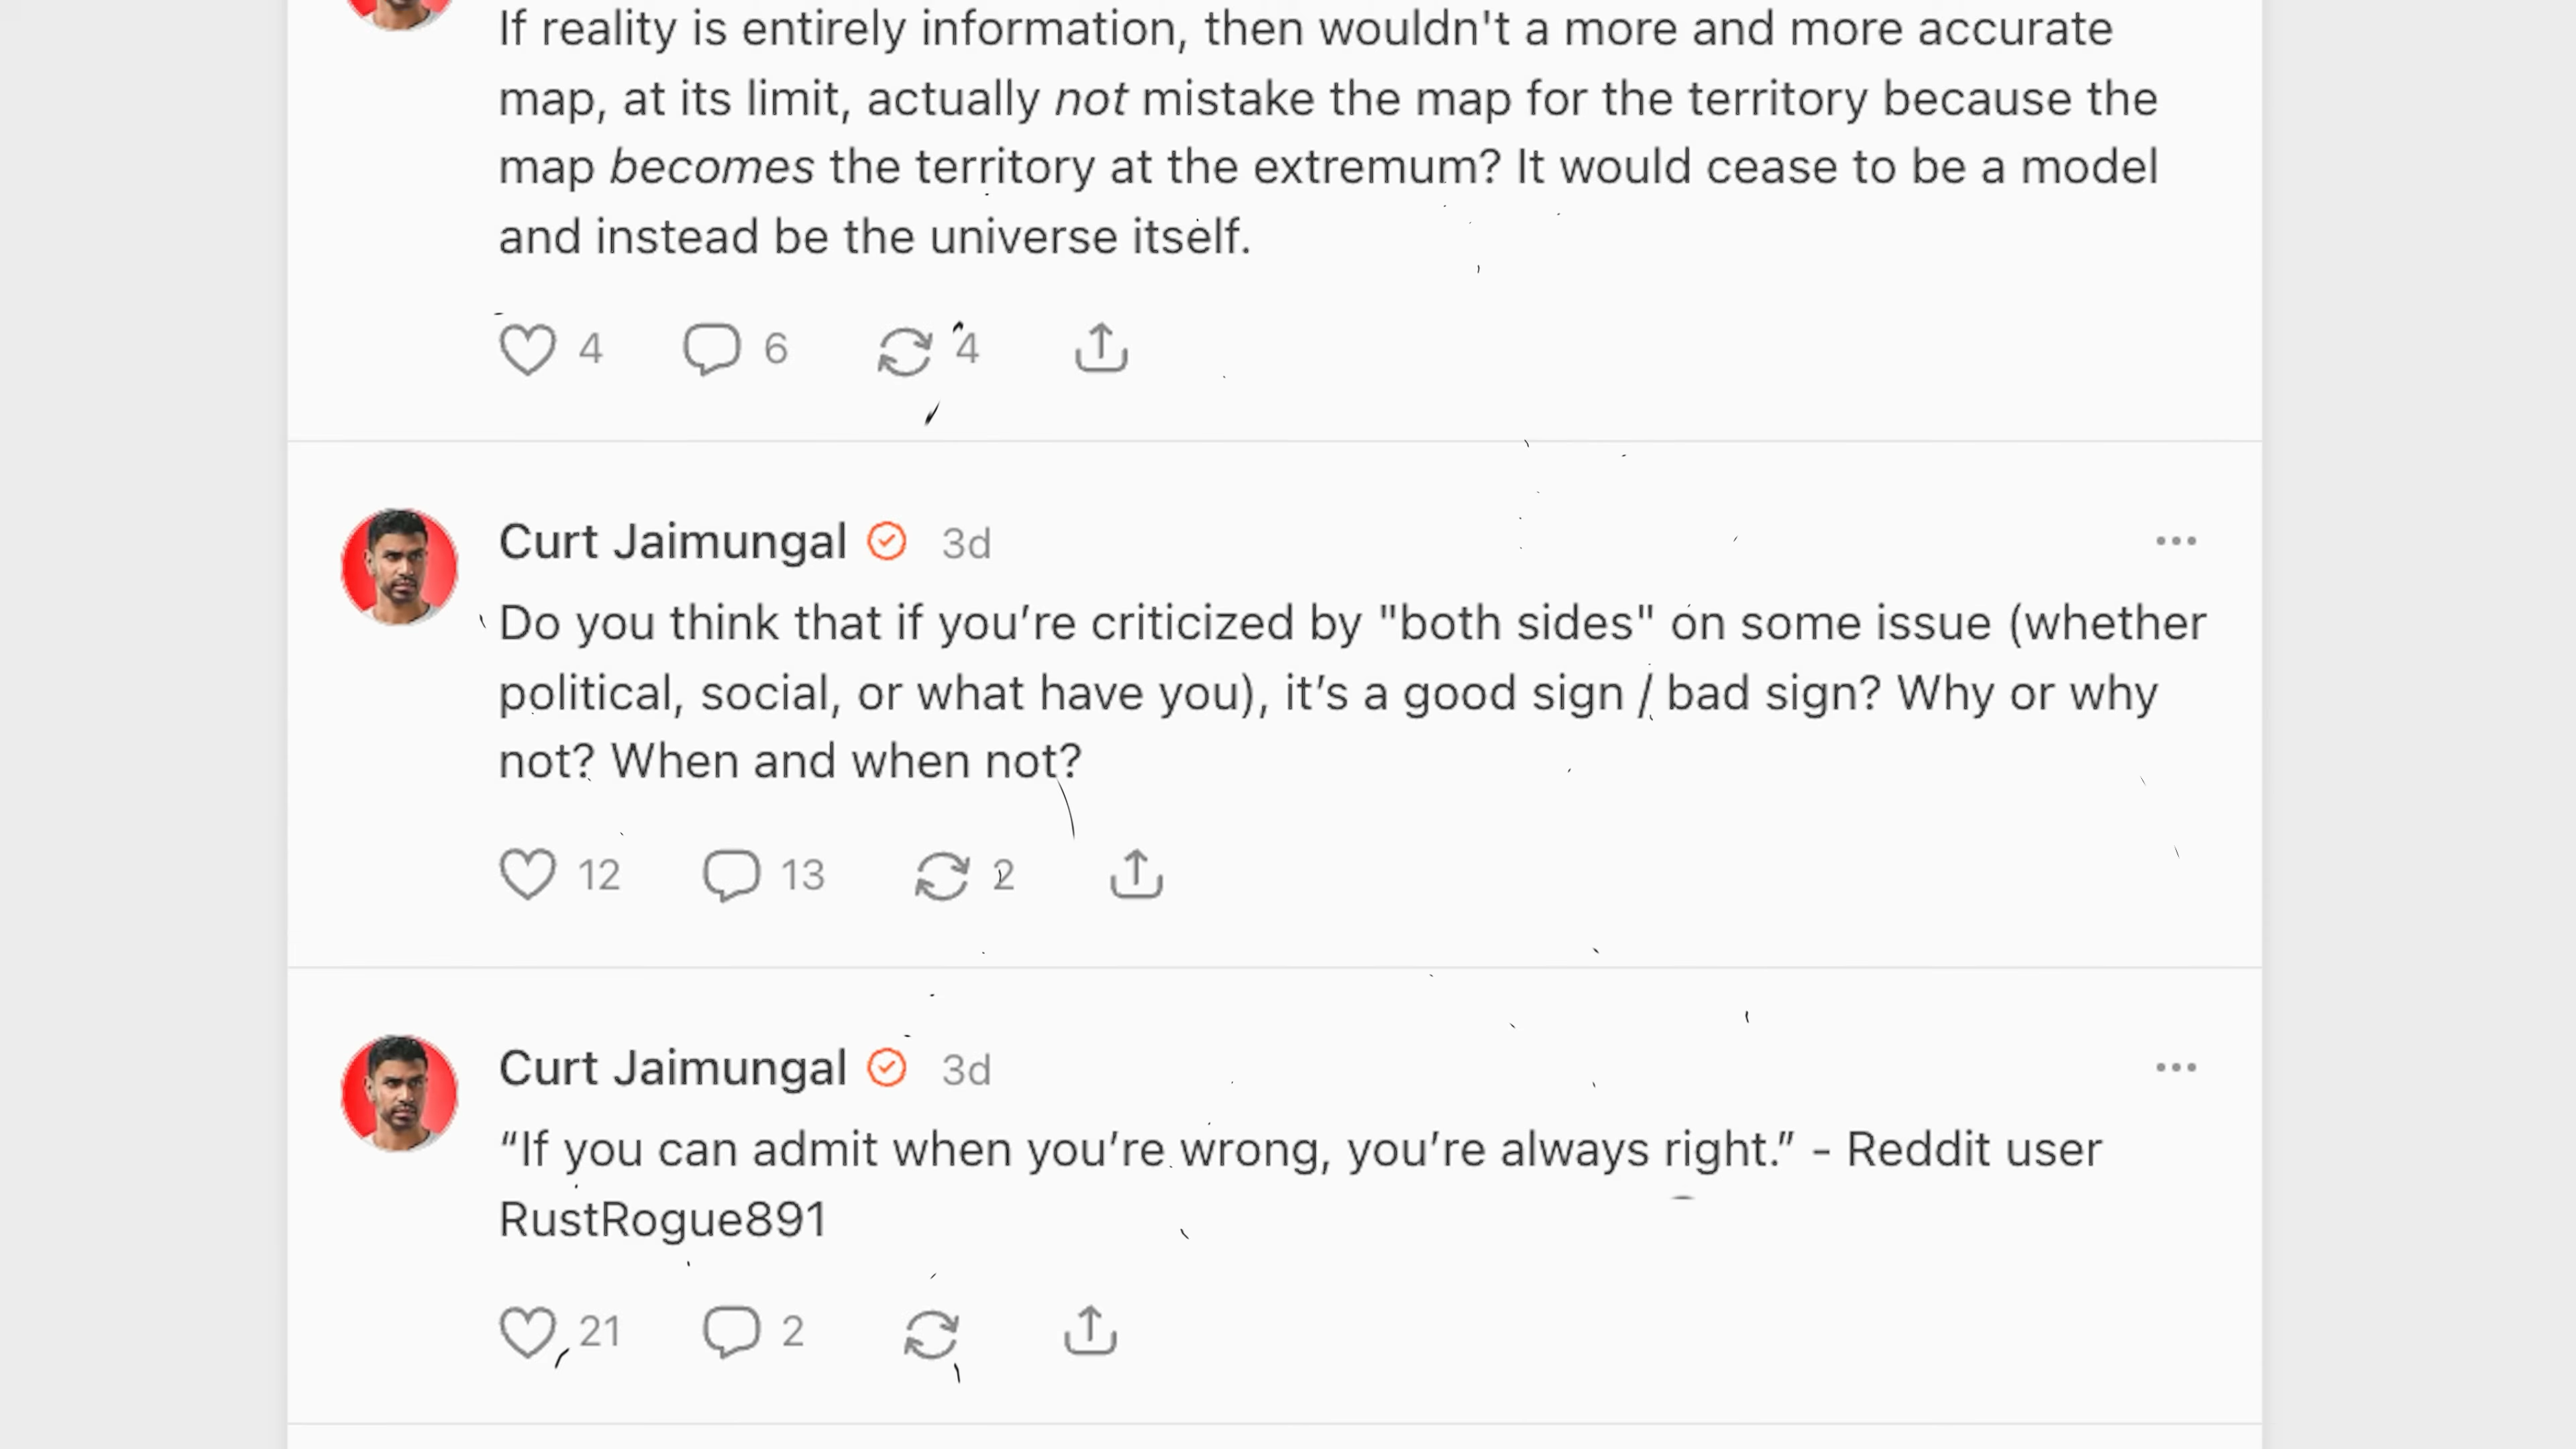 If reality is entirely information, then wouldn't a more and more accurate
map, at its limit, actually not mistake the map for the territory because the
map becomes the territory at the extremum? It would cease to be a model
and instead be the universe itself.
4 6 4
Curt Jaimungal 3d
Do you think that if you’re criticized by "both sides" on some issue (whether
political, social, or what have you), it’s a good sign / bad sign? Why or why
not? When and when not?
12 13 2
Curt Jaimungal 3d
“If you can admit when you’re wrong, you’re always right.” - Reddit user
RustRogue891
21 2